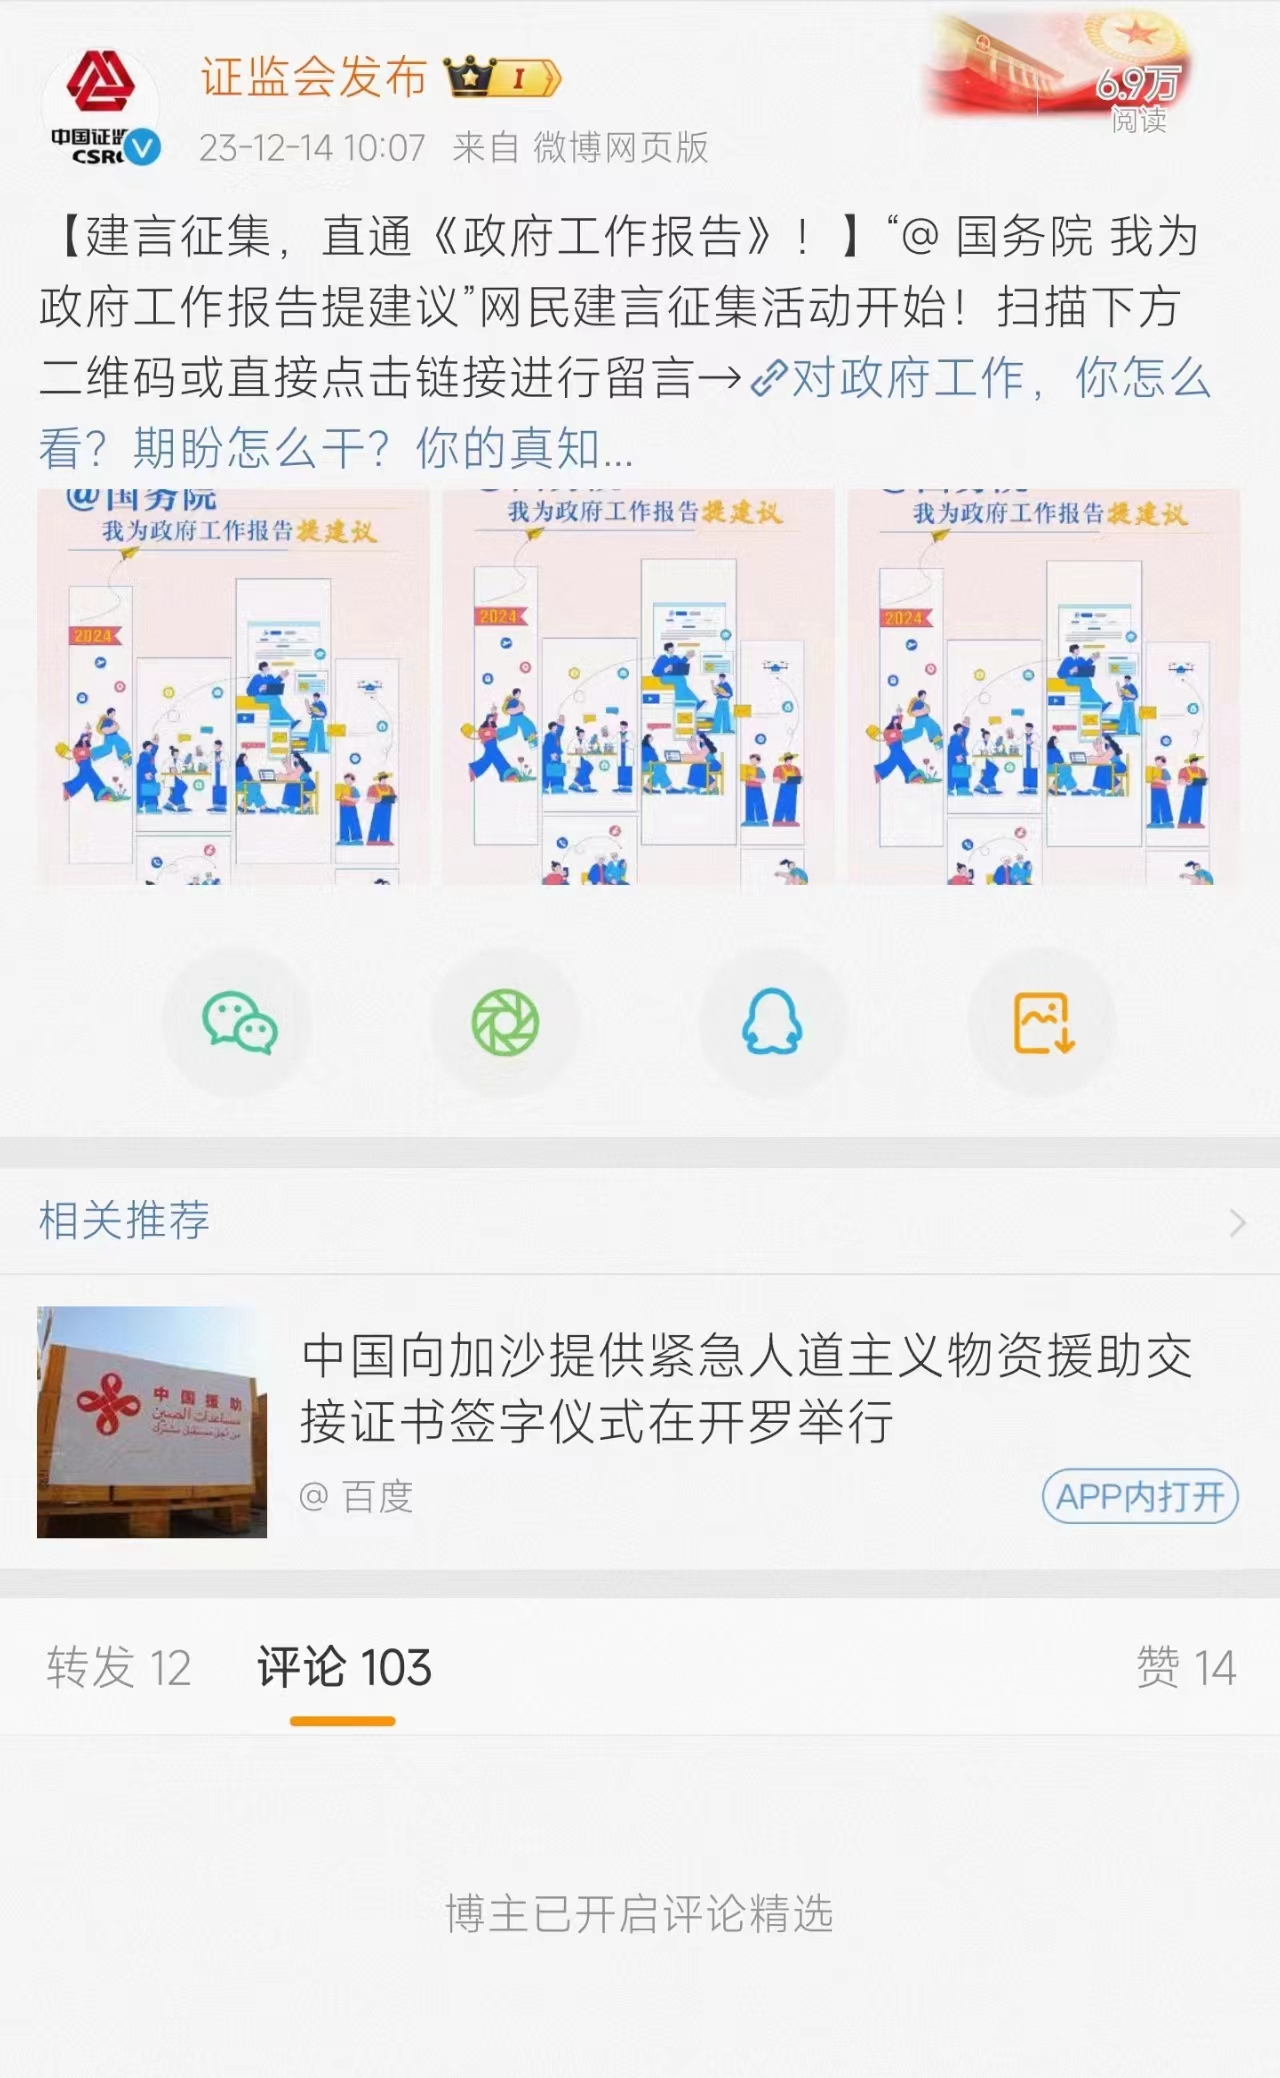 证监会发布 I
6.9万
阅读
中国证监
CSRC
23-12-14 10:07 来自 微博网页版
【建言征集，直通《政府工作报告》！】“@ 国务院 我为
政府工作报告提建议”网民建言征集活动开始！扫描下方
二维码或直接点击链接进行留言→对政府工作，你怎么
看？期盼怎么干？你的真知...
@国务院
我为政府工作报告提建议
2024
我为政府工作报告提建议
2024
我为政府工作报告提建议
2024
相关推荐
中国援助
مساعدات الصين
من أجل مستقبل مشترك
中国向加沙提供紧急人道主义物资援助交
接证书签字仪式在开罗举行
@ 百度
APP内打开
转发 12 评论 103 赞 14
博主已开启评论精选